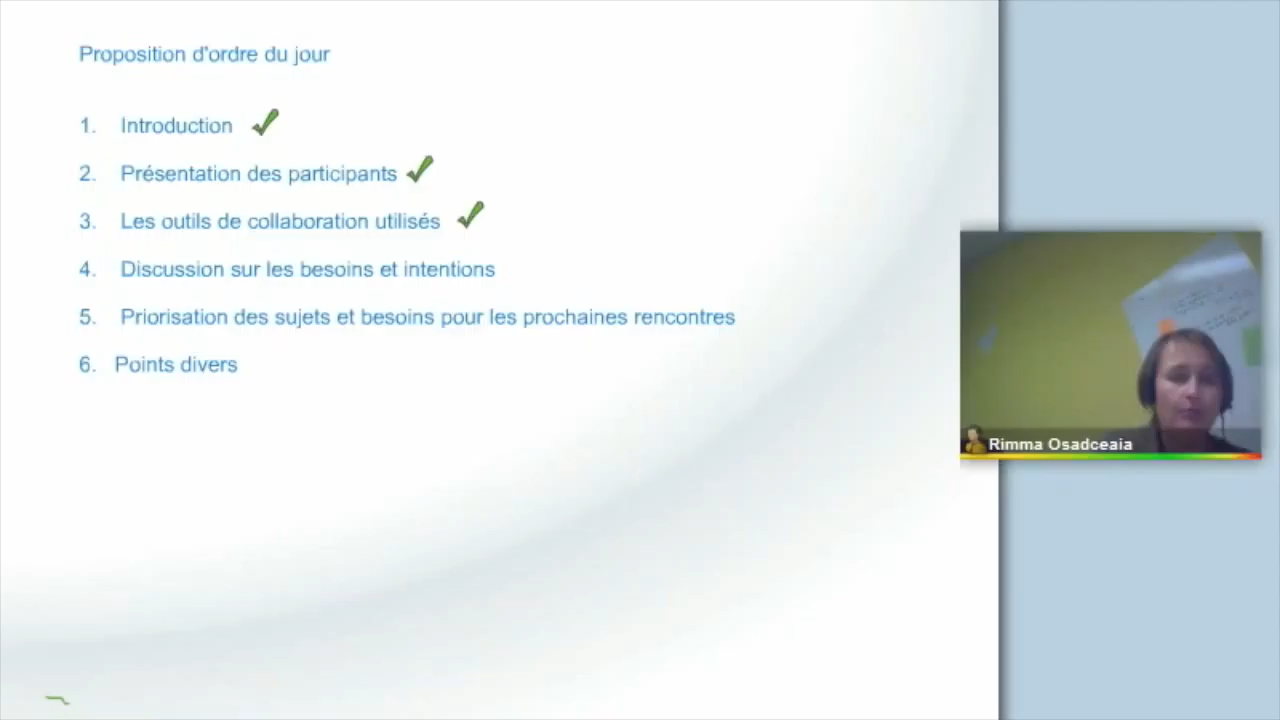 Proposition d'ordre du jour
1. Introduction
2. Présentation des participants
3. Les outils de collaboration utilisés
4. Discussion sur les besoins et intentions
5. Priorisation des sujets et besoins pour les prochaines rencontres
6. Points divers
Rimma Osadceaia